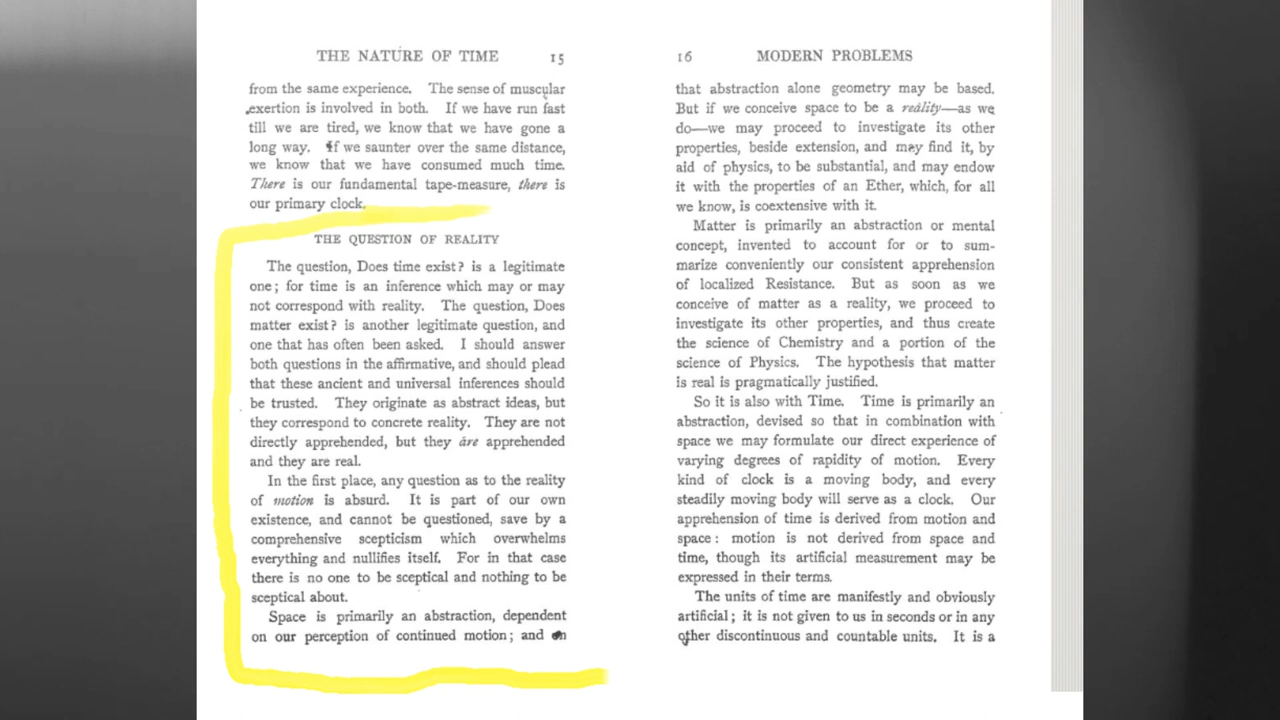 THE NATURE OF TIME 15
from the same experience. The sense of muscular
exertion is involved in both. If we have run fast
till we are tired, we know that we have gone a
long way. If we saunter over the same distance,
we know that we have consumed much time.
There is our fundamental tape-measure, there is
our primary clock.
THE QUESTION OF REALITY
The question, Does time exist? is a legitimate
one; for time is an inference which may or may
not correspond with reality. The question, Does
matter exist? is another legitimate question, and
one that has often been asked. I should answer
both questions in the affirmative, and should plead
that these ancient and universal inferences should
be trusted. They originate as abstract ideas, but
they correspond to concrete reality. They are not
directly apprehended, but they are apprehended
and they are real.
In the first place, any question as to the reality
of motion is absurd. It is part of our own
existence, and cannot be questioned, save by a
comprehensive scepticism which overwhelms
everything and nullifies itself. For in that case
there is no one to be sceptical and nothing to be
sceptical about.
Space is primarily an abstraction, dependent
on our perception of continued motion; and on
16 MODERN PROBLEMS
that abstraction alone geometry may be based.
But if we conceive space to be a reality—as we
do—we may proceed to investigate its other
properties, beside extension, and may find it, by
aid of physics, to be substantial, and may endow
it with the properties of an Ether, which, for all
we know, is coextensive with it.
Matter is primarily an abstraction or mental
concept, invented to account for or to sum-
marize conveniently our consistent apprehension
of localized Resistance. But as soon as we
conceive of matter as a reality, we proceed to
investigate its other properties, and thus create
the science of Chemistry and a portion of the
science of Physics. The hypothesis that matter
is real is pragmatically justified.
So it is also with Time. Time is primarily an
abstraction, devised so that in combination with
space we may formulate our direct experience of
varying degrees of rapidity of motion. Every
kind of clock is a moving body, and every
steadily moving body will serve as a clock. Our
apprehension of time is derived from motion and
space: motion is not derived from space and
time, though its artificial measurement may be
expressed in their terms.
The units of time are manifestly and obviously
artificial; it is not given to us in seconds or in any
other discontinuous and countable units. It is a